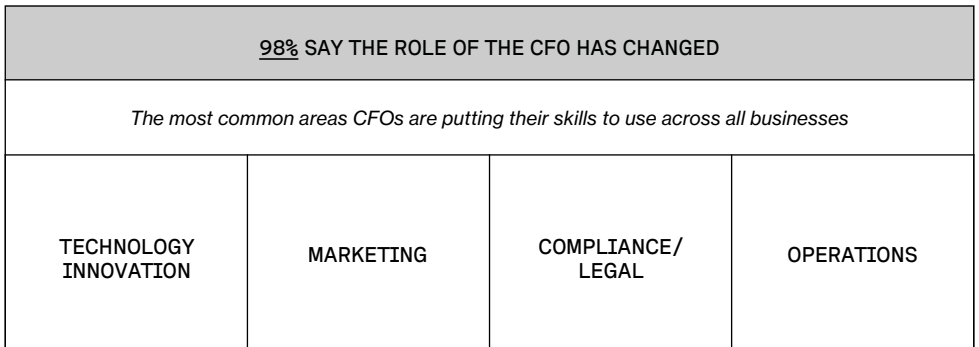 98% SAY THE ROLE OF THE CFO HAS CHANGED
The most common areas CFOs are putting their skills to use across all businesses
TECHNOLOGY
INNOVATION
MARKETING
COMPLIANCE/
LEGAL
OPERATIONS